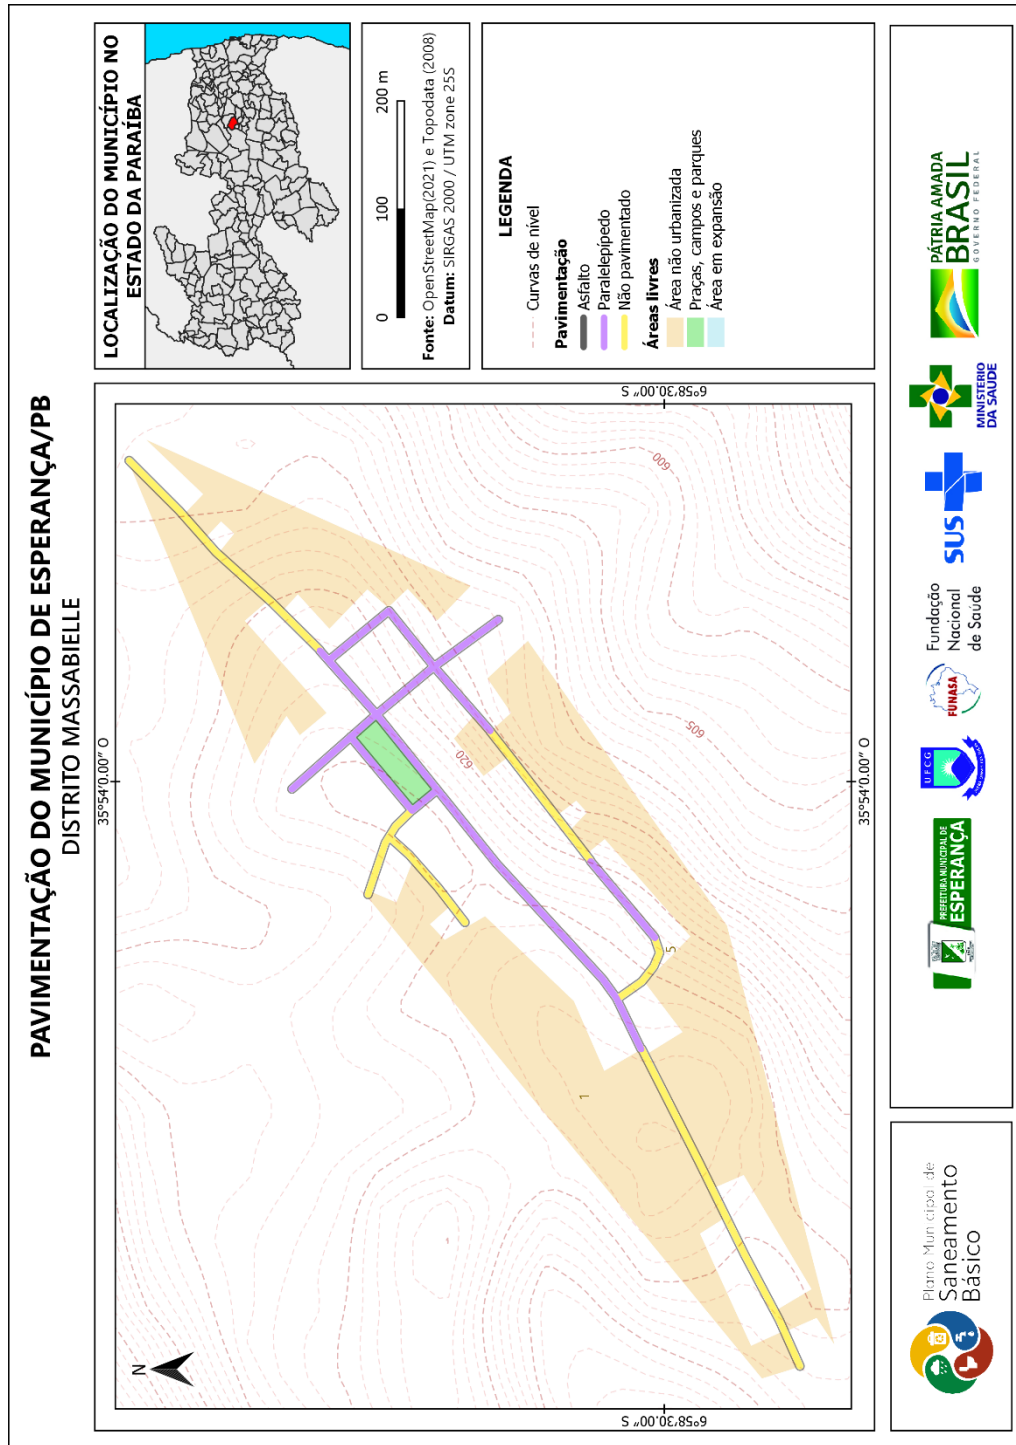 PAVIMENTAÇÃO DO MUNICÍPIO DE ESPERANÇA/PB
DISTRITO MASSABIELLE
N
35°54'0.00" O
6°58'30.00" S
600
605
620
5
1
6°58'30.00" S
35°54'0.00" O
LOCALIZAÇÃO DO MUNICÍPIO NO
ESTADO DA PARAÍBA
0 100 200 m
Fonte: OpenStreetMap(2021) e Topodata (2008)
Datum: SIRGAS 2000 / UTM zone 25S
LEGENDA
Curvas de nível
Pavimentação
Asfalto
Paralelepípedo
Não pavimentado
Áreas livres
Área não urbanizada
Praças, campos e parques
Área em expansão
Plano Municipal de
Saneamento
Básico
PREFEITURA MUNICIPAL DE
ESPERANÇA
UFCG
FUNASA
Fundação
Nacional
de Saúde
SUS
MINISTÉRIO
DA SAÚDE
PÁTRIA AMADA
BRASIL
GOVERNO FEDERAL